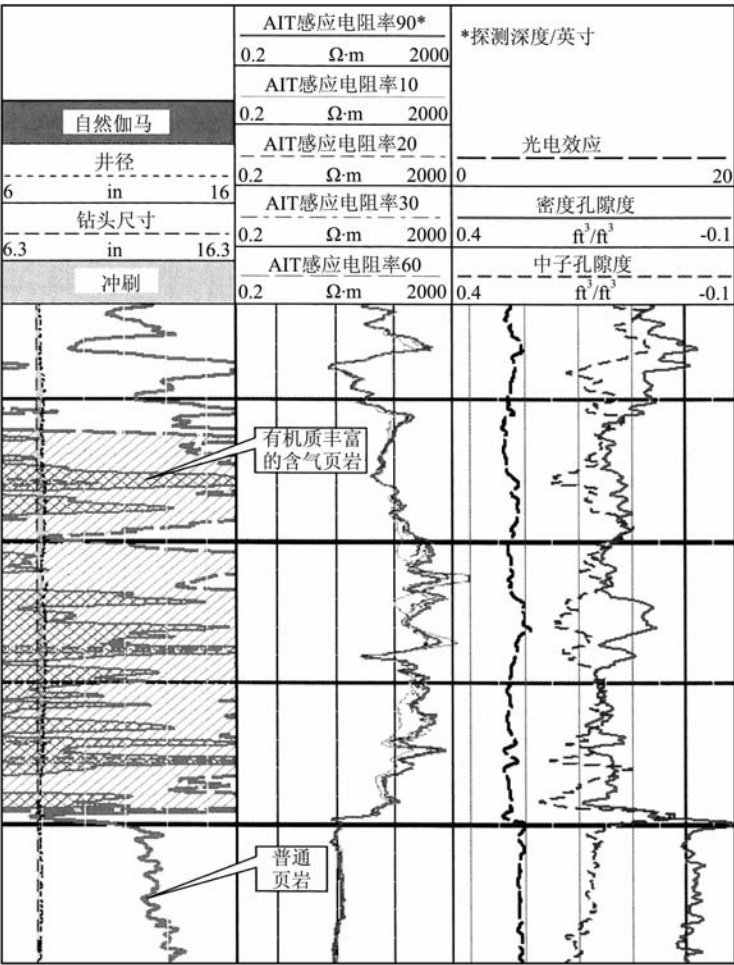 自然伽马
井径
6 in 16
钻头尺寸
6.3 in 16.3
冲刷
AIT感应电阻率90*
0.2 Ω·m 2000
AIT感应电阻率10
0.2 Ω·m 2000
AIT感应电阻率20
0.2 Ω·m 2000
AIT感应电阻率30
0.2 Ω·m 2000
AIT感应电阻率60
0.2 Ω·m 2000
*探测深度/英寸
光电效应
0 20
密度孔隙度
0.4 ft³/ft³ -0.1
中子孔隙度
0.4 ft³/ft³ -0.1
有机质丰富
的含气页岩
普通
页岩